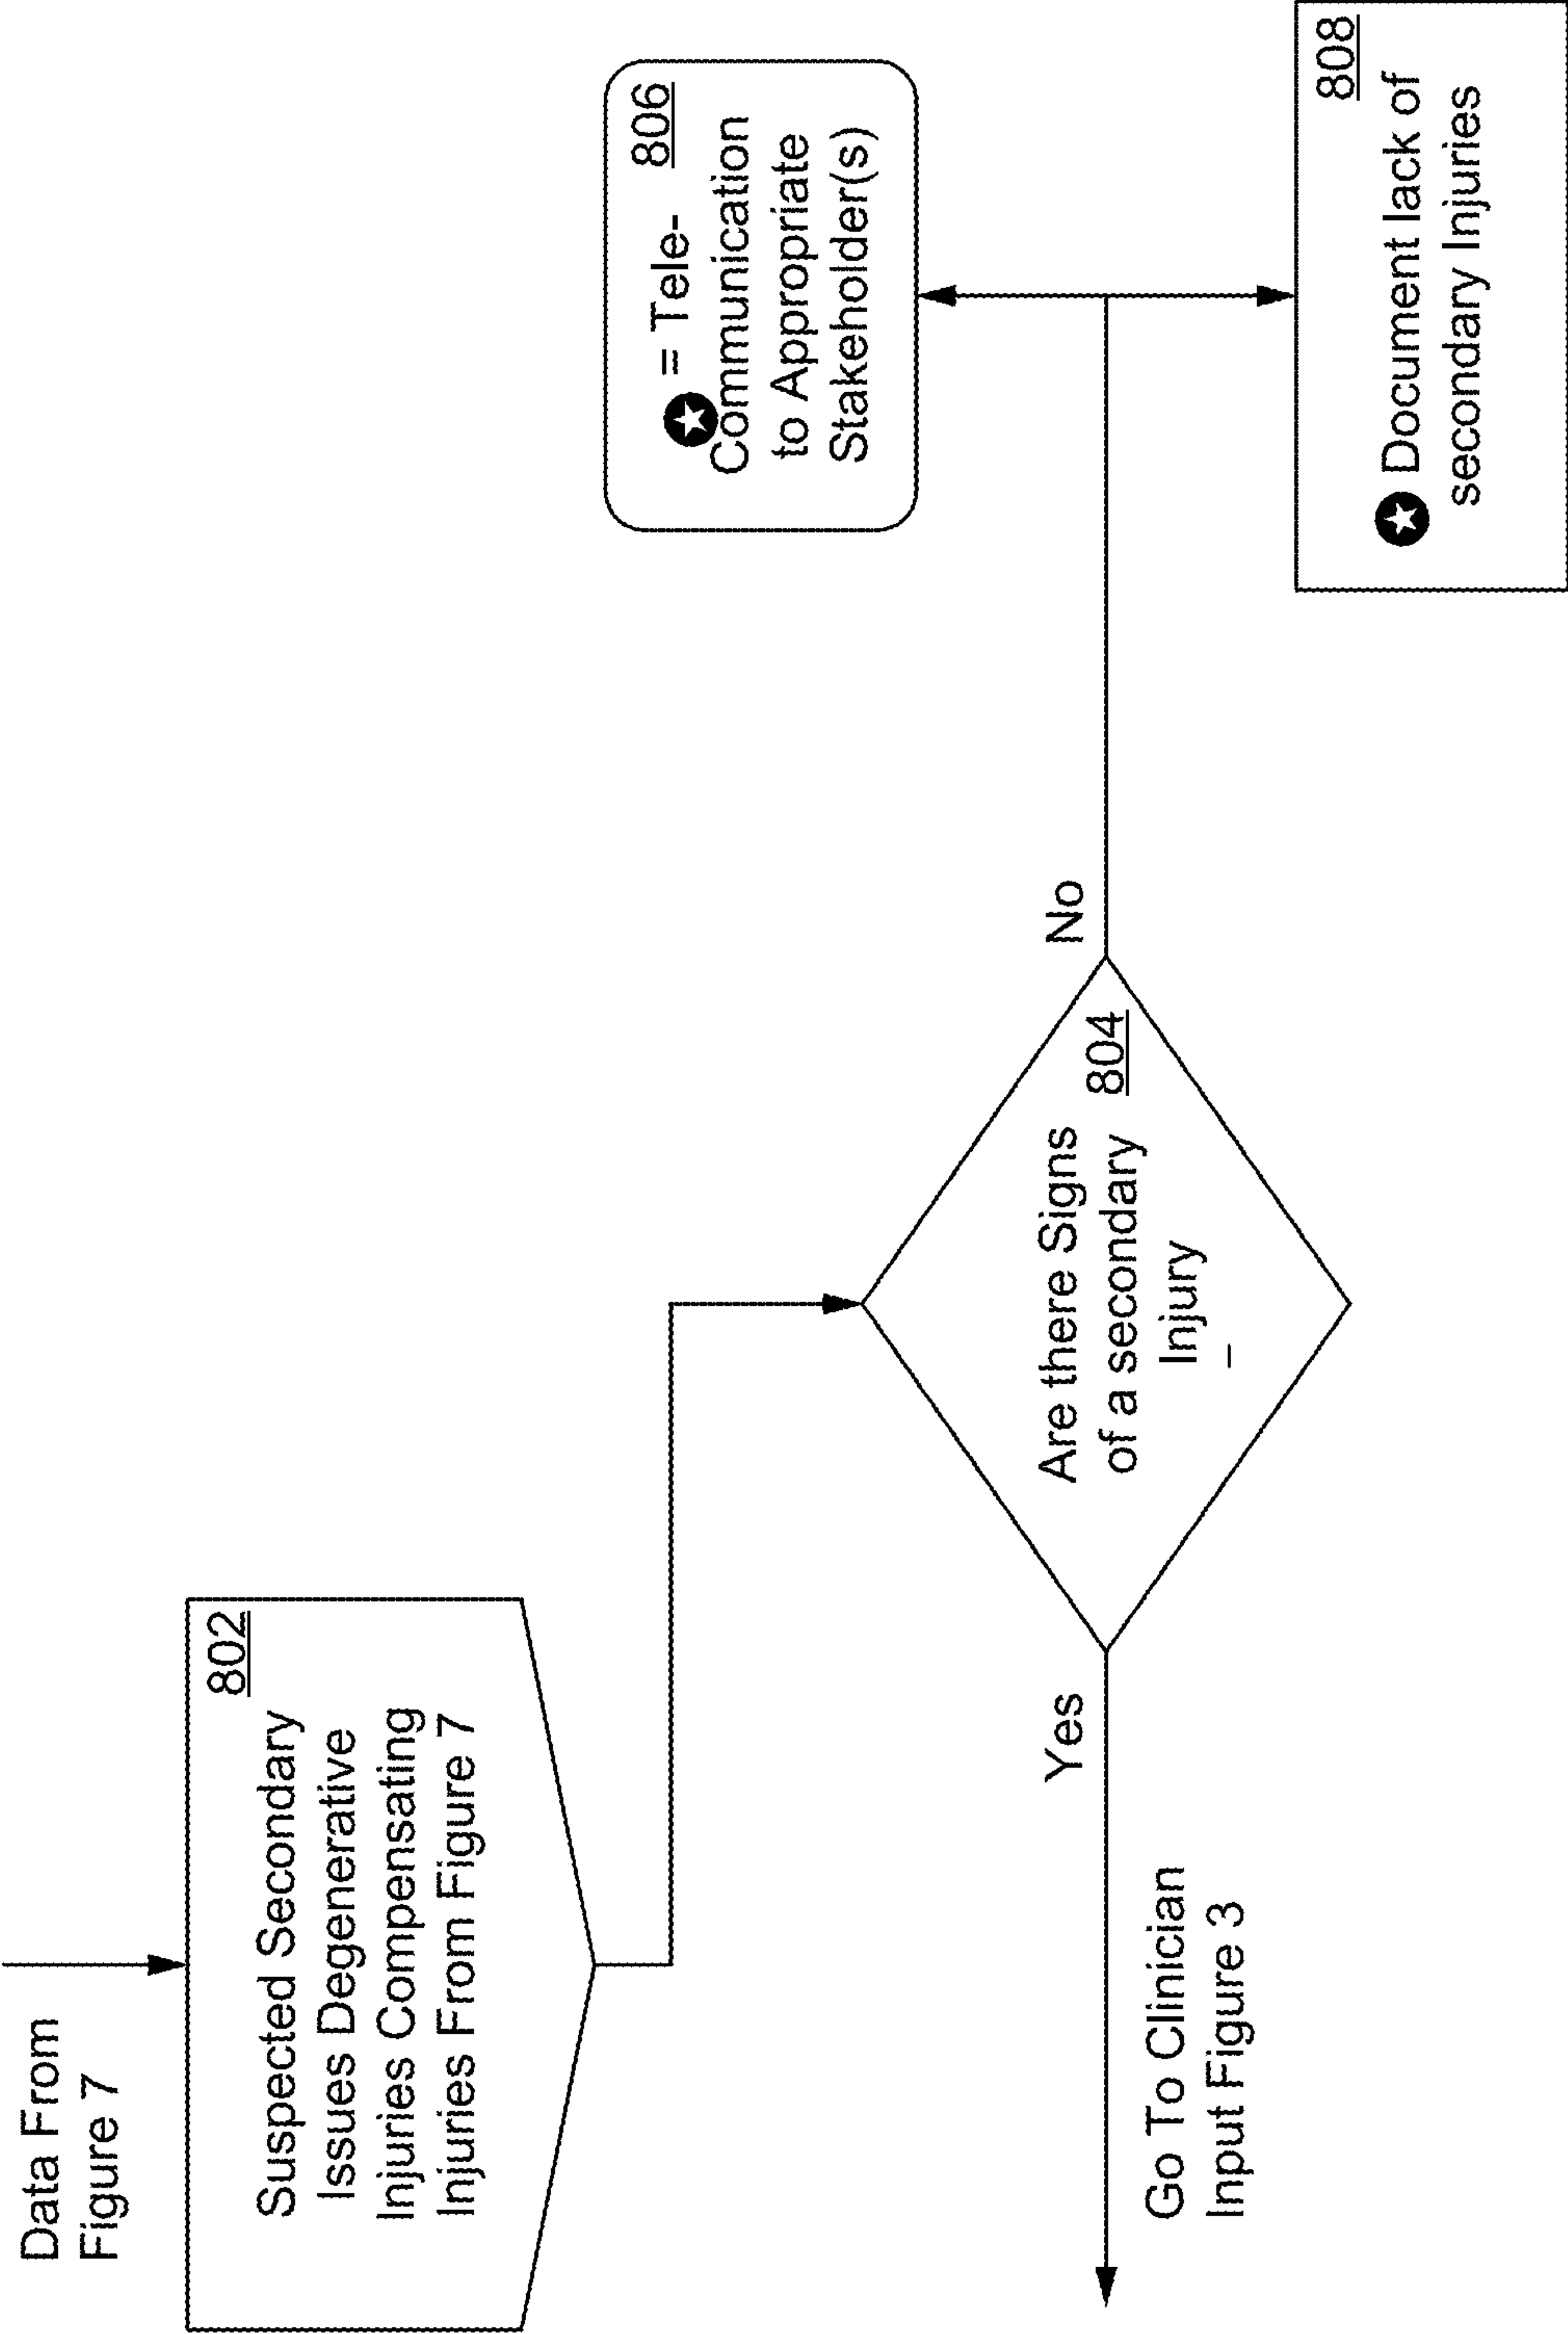 Data From
Figure 7
802
Suspected Secondary
Issues Degenerative
Injuries Compensating
Injuries From Figure 7
Are there Signs
of a secondary 804
Injury
Yes
No
Go To Clinician
Input Figure 3
= Tele- 806
Communication
to Appropriate
Stakeholder(s)
808
Document lack of
secondary Injuries